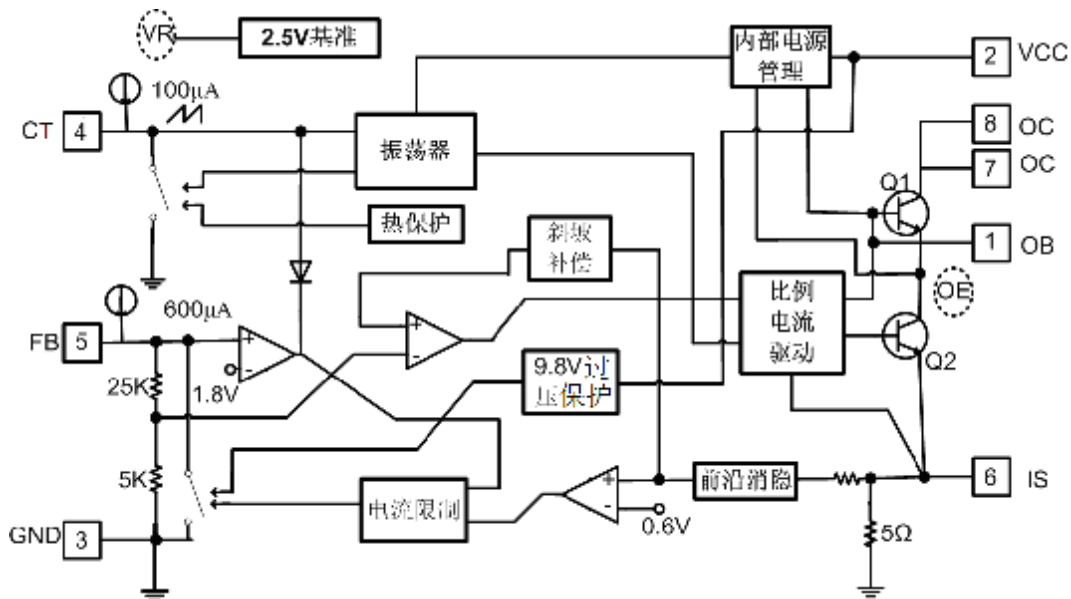 VR
2.5V基准
内部电源
管理
2
VCC
100μA
CT
4
振荡器
8
OC
7
OC
Q1
热保护
斜坡
补偿
1
OB
OE
比例
电流
驱动
600μA
FB
5
+
-
+
-
Q2
1.8V
25K
9.8V过
压保护
5K
电流限制
+
-
0.6V
前沿消隐
6
IS
5Ω
GND
3